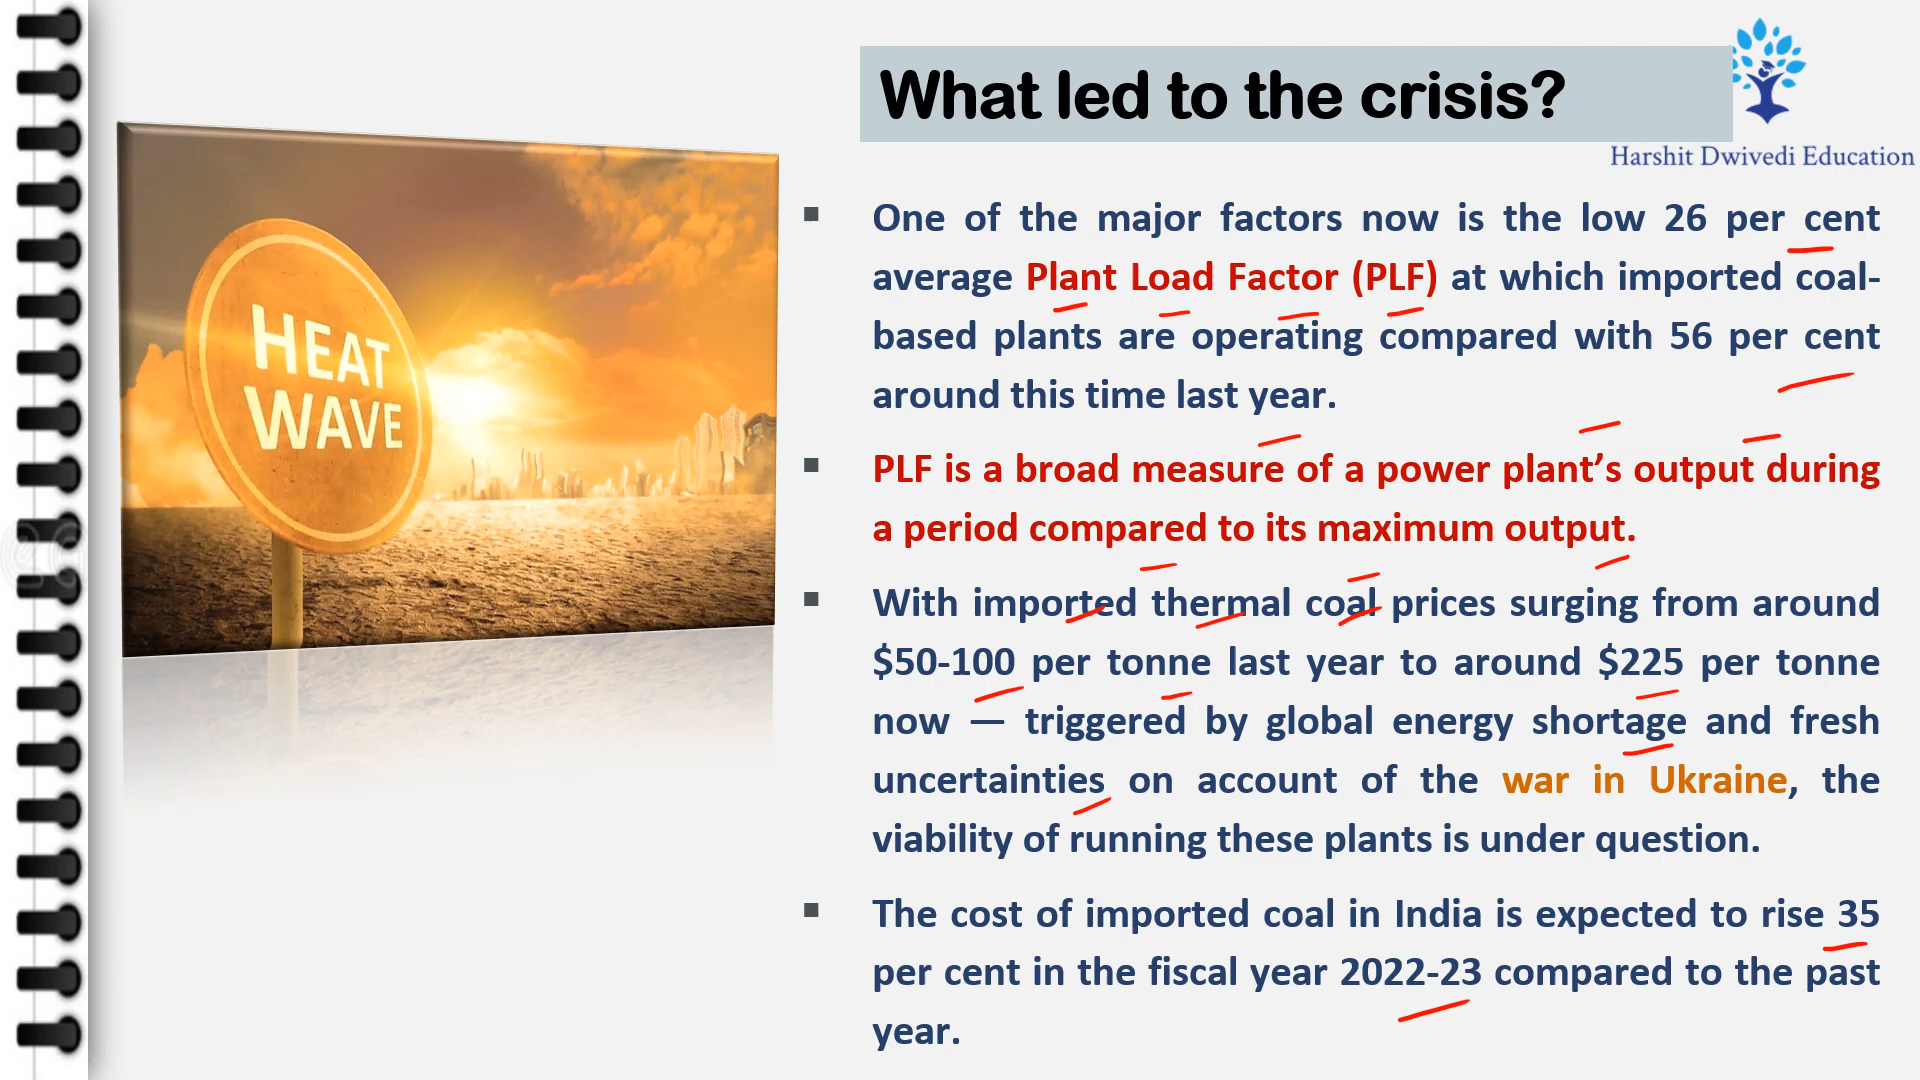 What led to the crisis?
Harshit Dwivedi Education
HEAT
WAVE
One of the major factors now is the low 26 per cent
average Plant Load Factor (PLF) at which imported coal-
based plants are operating compared with 56 per cent
around this time last year.
PLF is a broad measure of a power plant’s output during
a period compared to its maximum output.
With imported thermal coal prices surging from around
$50-100 per tonne last year to around $225 per tonne
now — triggered by global energy shortage and fresh
uncertainties on account of the war in Ukraine, the
viability of running these plants is under question.
The cost of imported coal in India is expected to rise 35
per cent in the fiscal year 2022-23 compared to the past
year.